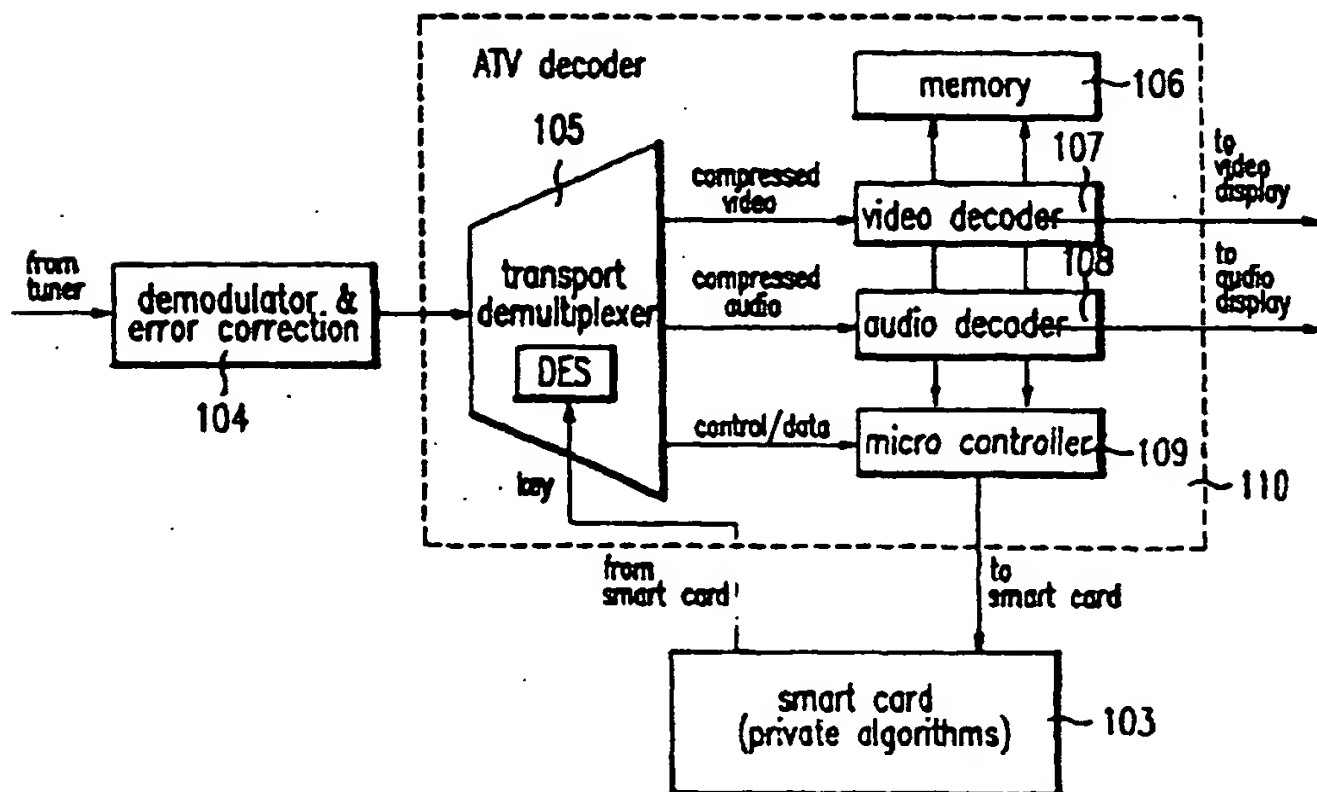 ATV decoder
memory
106
105
107
to
video
display
compressed
video
video decoder
from
tuner
demodulator &
error correction
104
transport
demultiplexer
compressed
audio
108
audio decoder
to
audio
display
DES
control/data
micro controller
109
key
110
from
smart card
to
smart card
smart card
(private algorithms)
103